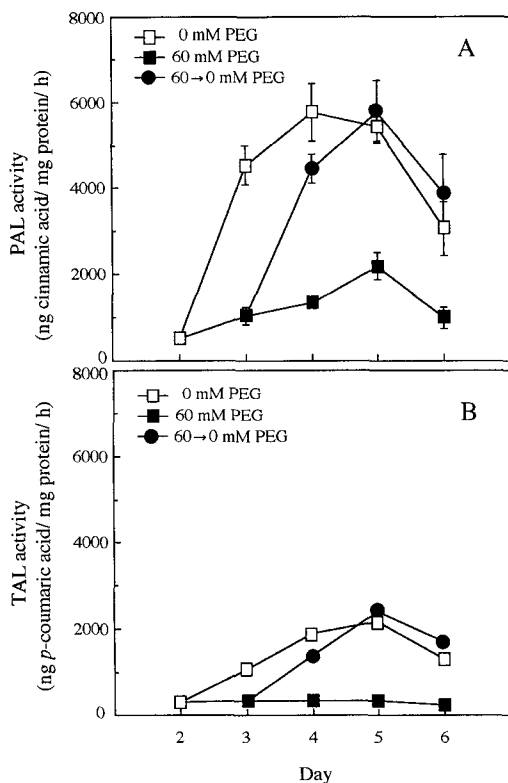 8000
0 mM PEG
60 mM PEG
60→0 mM PEG
A
6000
4000
2000
0
PAL activity
(ng cinnamic acid/ mg protein/ h)
8000
0 mM PEG
60 mM PEG
60→0 mM PEG
B
6000
4000
2000
0
TAL activity
(ng p-coumaric acid/ mg protein/ h)
2 3 4 5 6
Day